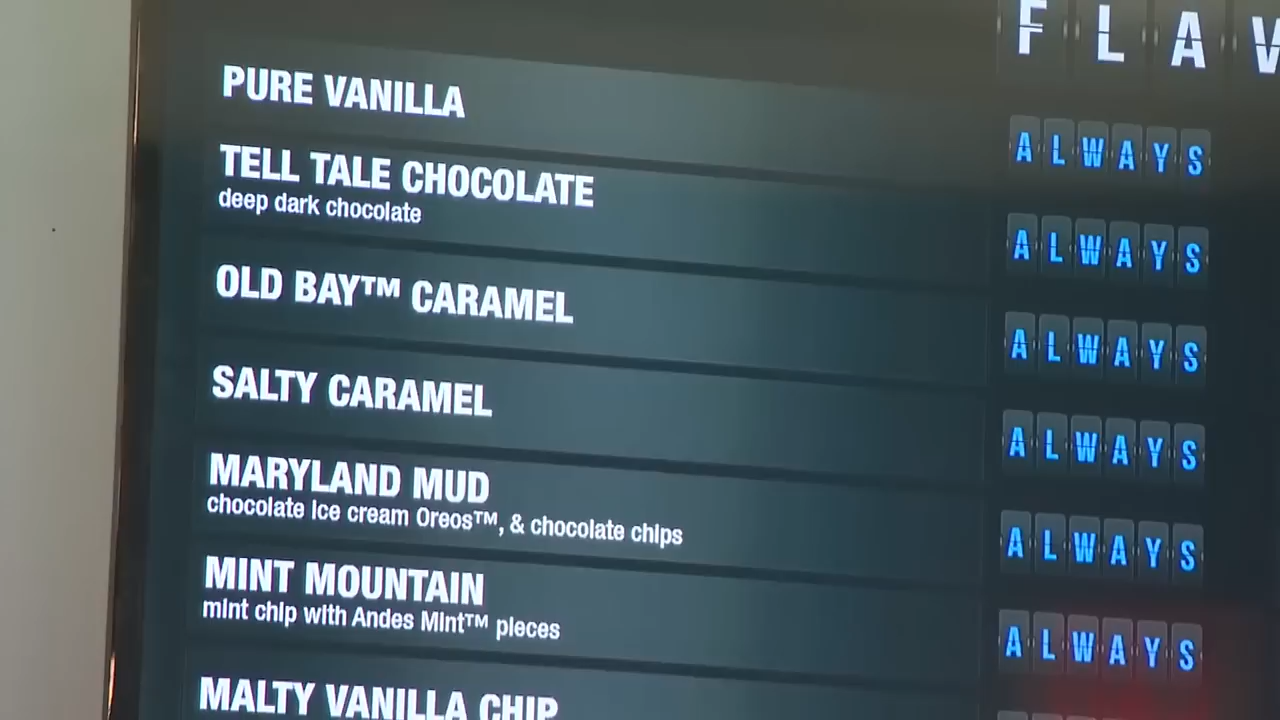 FLAV
PURE VANILLA
ALWAYS
TELL TALE CHOCOLATE
deep dark chocolate
ALWAYS
OLD BAY™ CARAMEL
ALWAYS
SALTY CARAMEL
ALWAYS
MARYLAND MUD
chocolate ice cream Oreos™, & chocolate chips
ALWAYS
MINT MOUNTAIN
mint chip with Andes Mint™ pieces
ALWAYS
MALTY VANILLA CHIP